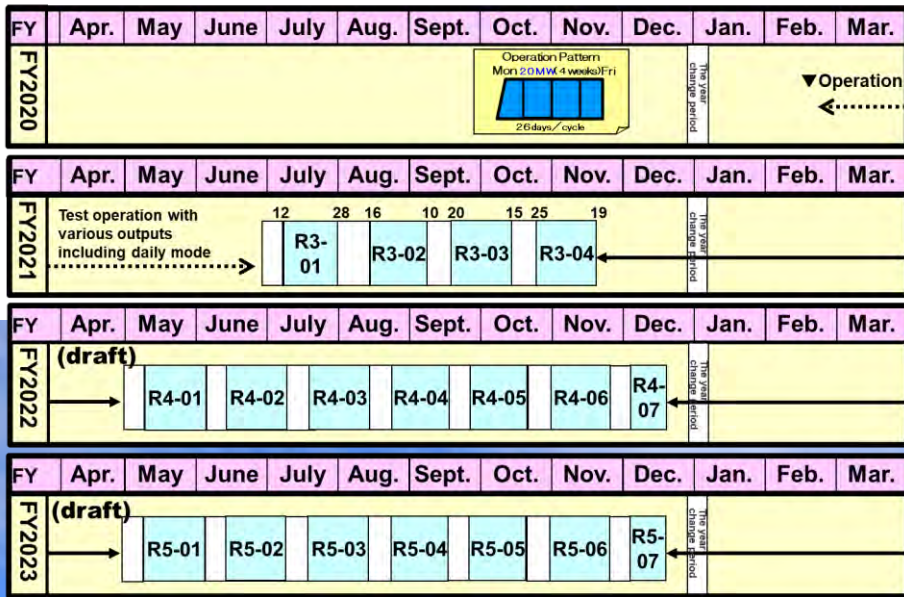 FY Apr. May June July Aug. Sept. Oct. Nov. Dec. Jan. Feb. Mar.
FY2020
Operation Pattern
Mon 20MW(4weeks)Fri
26days/cycle
The year
change period
▼Operation
FY Apr. May June July Aug. Sept. Oct. Nov. Dec. Jan. Feb. Mar.
FY2021
Test operation with
various outputs
including daily mode
12 28 16 10 20 15 25 19
R3-
01
R3-02 R3-03 R3-04
The year
change period
FY Apr. May June July Aug. Sept. Oct. Nov. Dec. Jan. Feb. Mar.
FY2022
(draft)
R4-01 R4-02 R4-03 R4-04 R4-05 R4-06
R4-
07
The year
change period
FY Apr. May June July Aug. Sept. Oct. Nov. Dec. Jan. Feb. Mar.
FY2023
(draft)
R5-01 R5-02 R5-03 R5-04 R5-05 R5-06
R5-
07
The year
change period